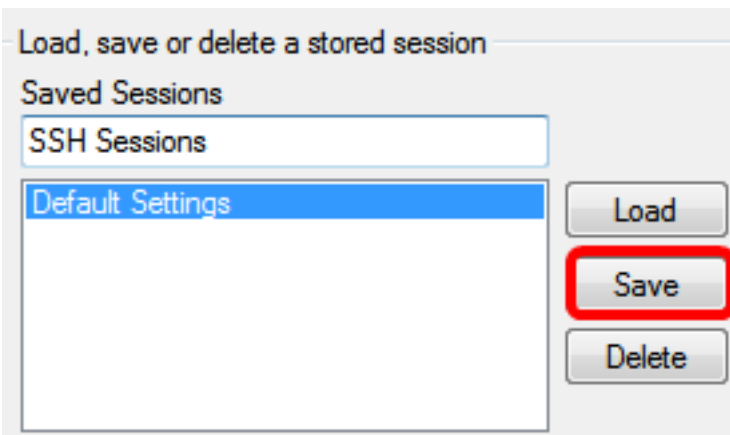 Load, save or delete a stored session
Saved Sessions
SSH Sessions
Default Settings
Load
Save
Delete